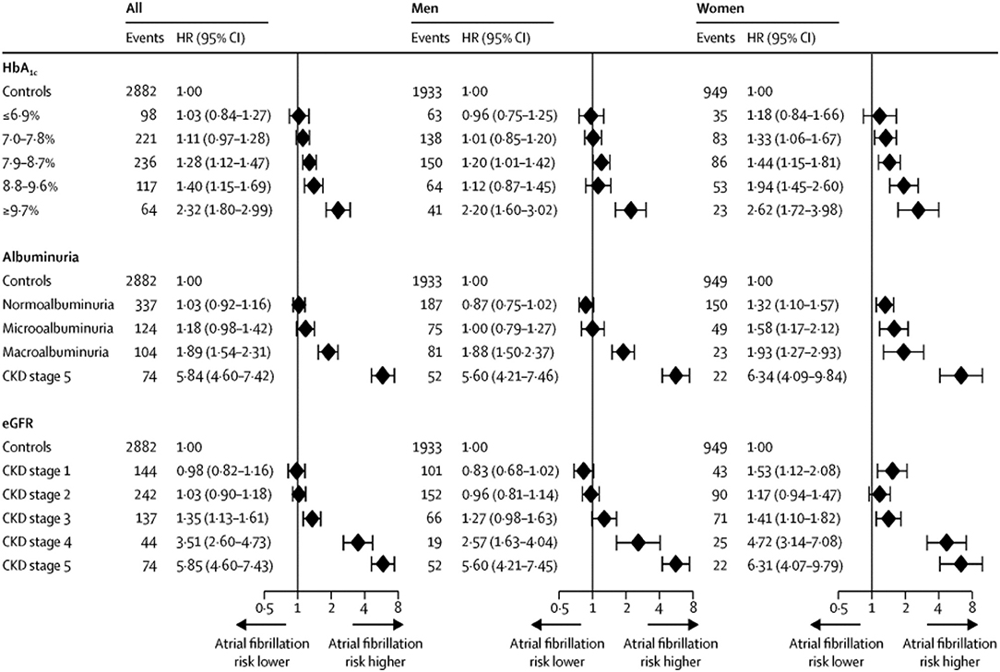 All Men Women
Events HR (95% CI) Events HR (95% CI) Events HR (95% CI)
HbA1c
Controls 2882 1·00 1933 1·00 949 1·00
≤6·9% 98 1·03 (0·84–1·27) 63 0·96 (0·75–1·25) 35 1·18 (0·84–1·66)
7·0–7·8% 221 1·11 (0·97–1·28) 138 1·01 (0·85–1·20) 83 1·33 (1·06–1·67)
7·9–8·7% 236 1·28 (1·12–1·47) 150 1·20 (1·01–1·42) 86 1·44 (1·15–1·81)
8·8–9·6% 117 1·40 (1·15–1·69) 64 1·12 (0·87–1·45) 53 1·94 (1·45–2·60)
≥9·7% 64 2·32 (1·80–2·99) 41 2·20 (1·60–3·02) 23 2·62 (1·72–3·98)
Albuminuria
Controls 2882 1·00 1933 1·00 949 1·00
Normoalbuminuria 337 1·03 (0·92–1·16) 187 0·87 (0·75–1·02) 150 1·32 (1·10–1·57)
Microoalbuminuria 124 1·18 (0·98–1·42) 75 1·00 (0·79–1·27) 49 1·58 (1·17–2·12)
Macroalbuminuria 104 1·89 (1·54–2·31) 81 1·88 (1·50·2·37) 23 1·93 (1·27–2·93)
CKD stage 5 74 5·84 (4·60–7·42) 52 5·60 (4·21–7·46) 22 6·34 (4·09–9·84)
eGFR
Controls 2882 1·00 1933 1·00 949 1·00
CKD stage 1 144 0·98 (0·82–1·16) 101 0·83 (0·68–1·02) 43 1·53 (1·12–2·08)
CKD stage 2 242 1·03 (0·90–1·18) 152 0·96 (0·81–1·14) 90 1·17 (0·94–1·47)
CKD stage 3 137 1·35 (1·13–1·61) 66 1·27 (0·98–1·63) 71 1·41 (1·10–1·82)
CKD stage 4 44 3·51 (2·60–4·73) 19 2·57 (1·63–4·04) 25 4·72 (3·14–7·08)
CKD stage 5 74 5·85 (4·60–7·43) 52 5·60 (4·21–7·45) 22 6·31 (4·07–9·79)
0·5 1 2 4 8 0·5 1 2 4 8 0·5 1 2 4 8
Atrial fibrillation Atrial fibrillation Atrial fibrillation Atrial fibrillation Atrial fibrillation Atrial fibrillation
risk lower risk higher risk lower risk higher risk lower risk higher